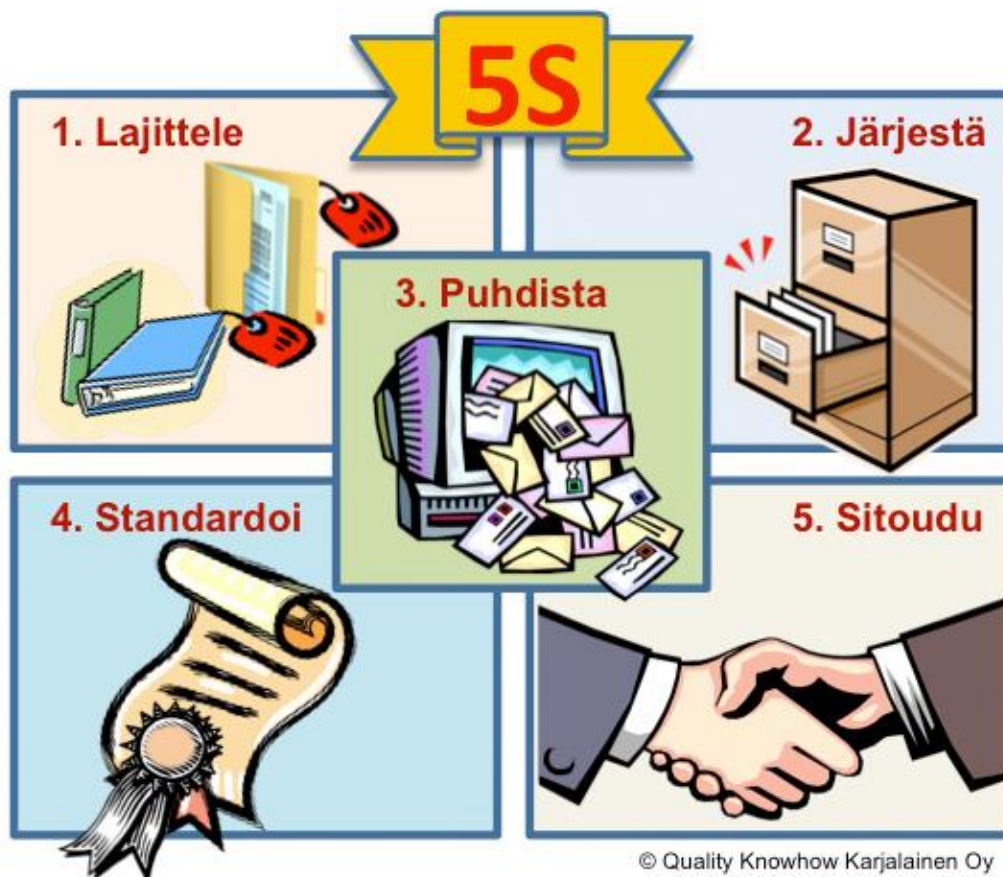 5S
1. Lajittele
2. Järjestä
3. Puhdista
4. Standardoi
5. Sitoudu
© Quality Knowhow Karjalainen Oy